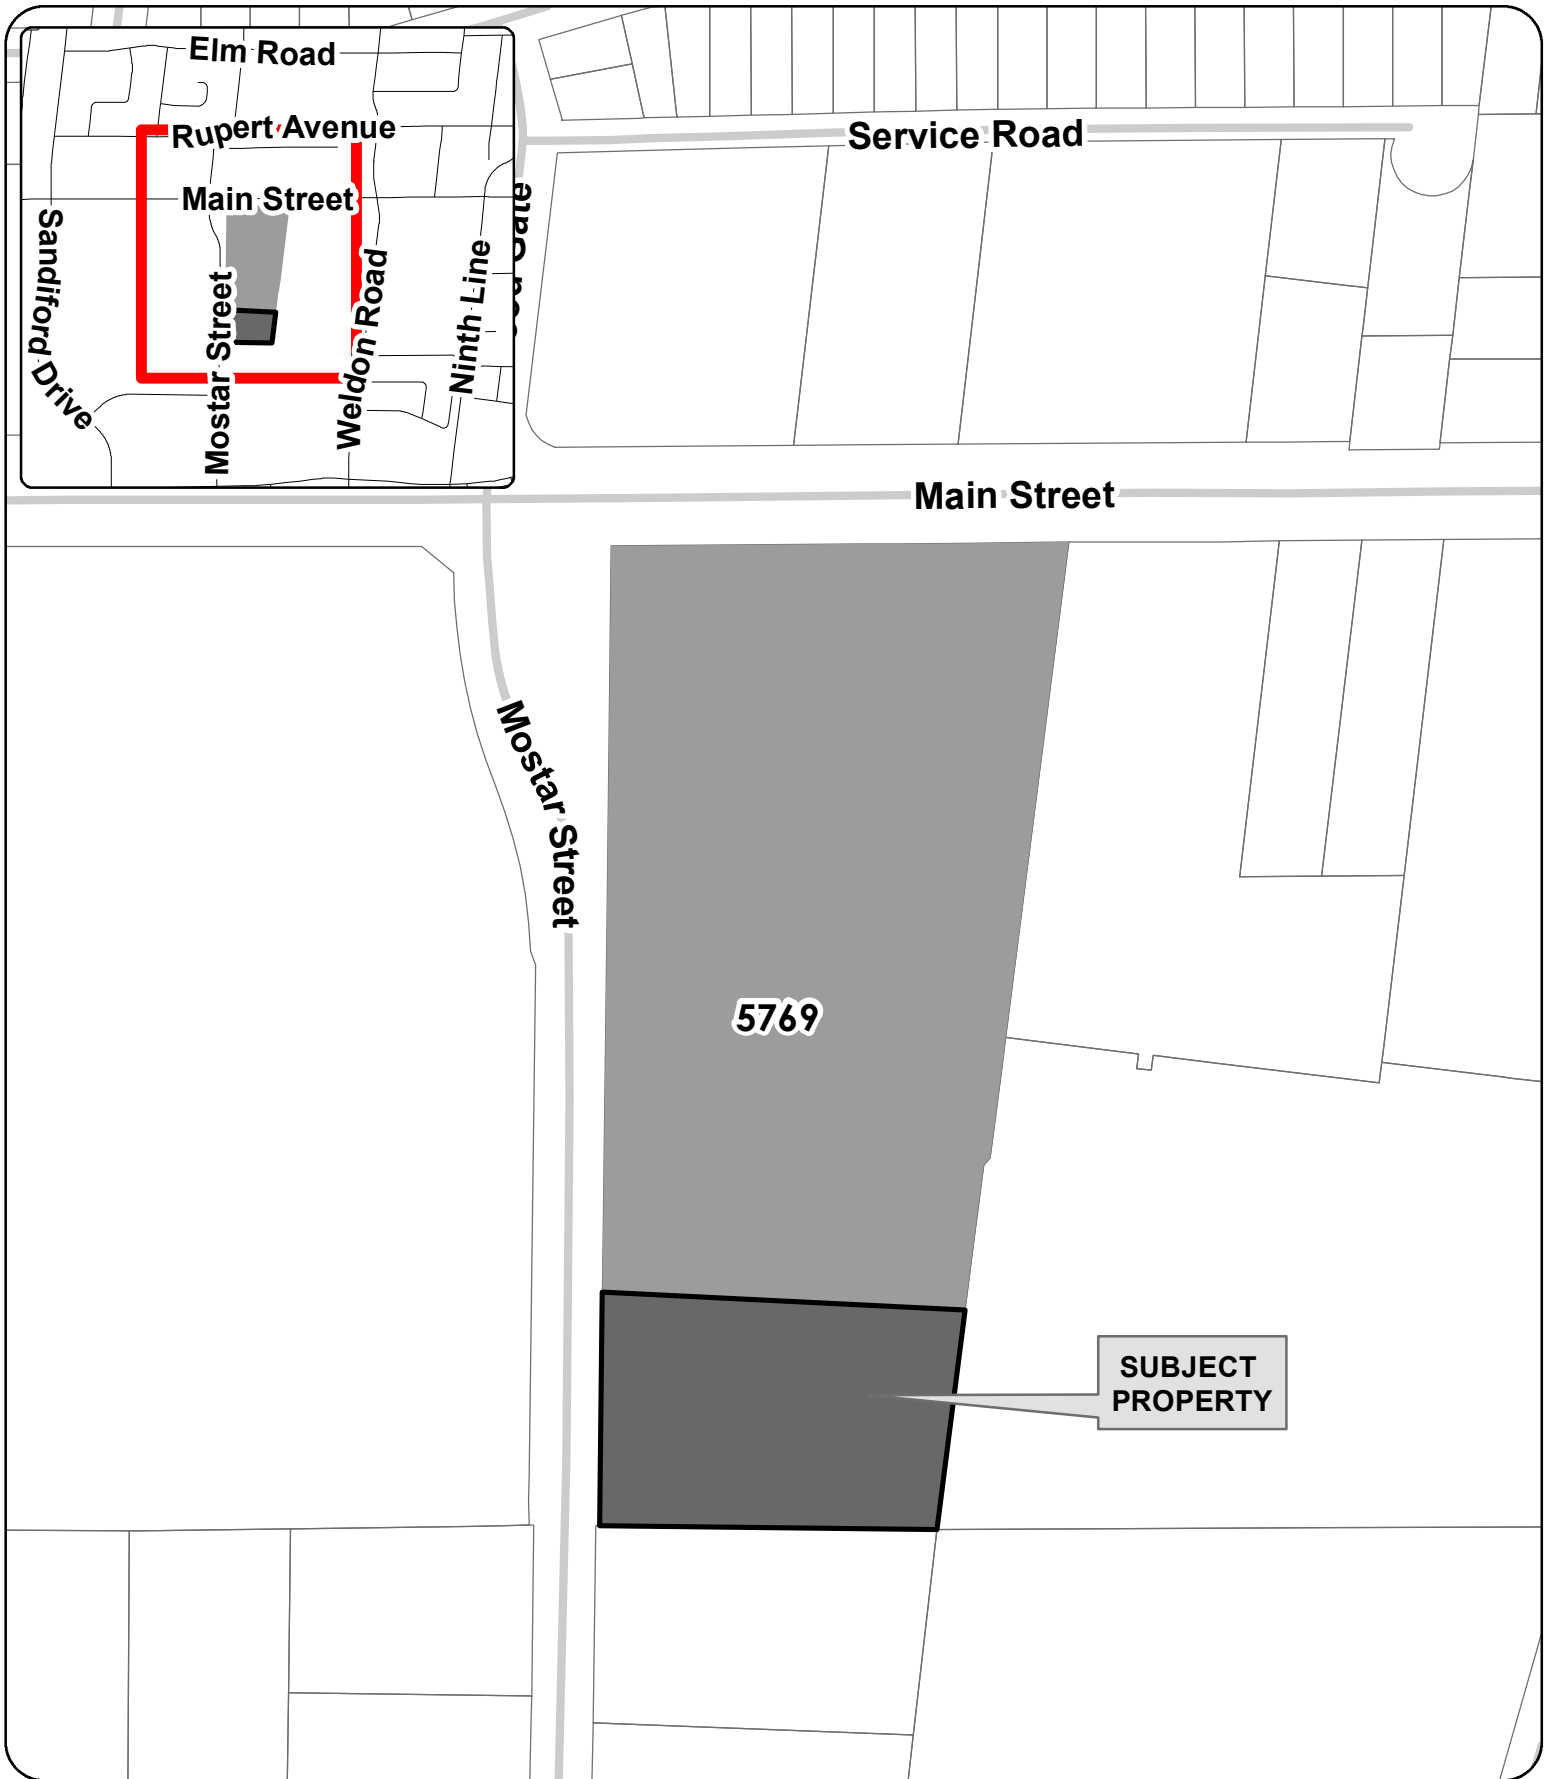 Elm Road
Rupert Avenue
Main Street
Sandiford Drive
Mostar Street
Weldon Road
Ninth Line
Gate
Service Road
Main Street
Mostar Street
5769
SUBJECT
PROPERTY